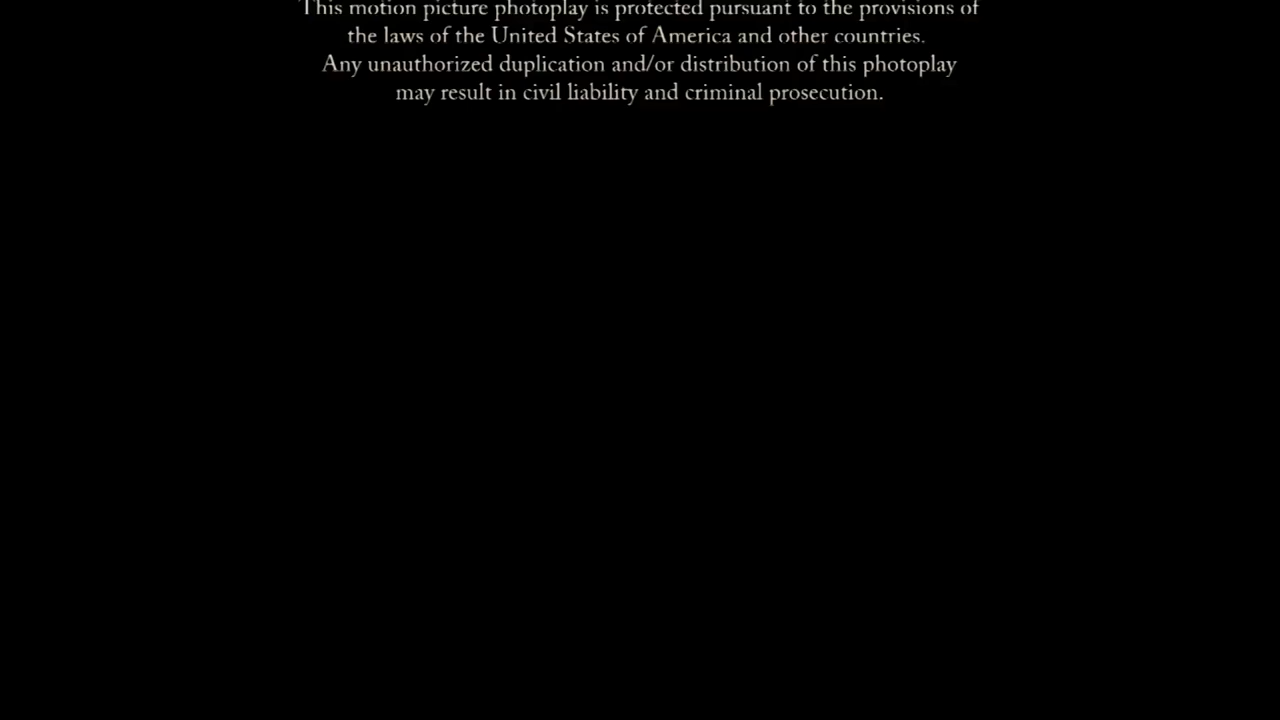 This motion picture photoplay is protected pursuant to the provisions of
the laws of the United States of America and other countries.
Any unauthorized duplication and/or distribution of this photoplay
may result in civil liability and criminal prosecution.